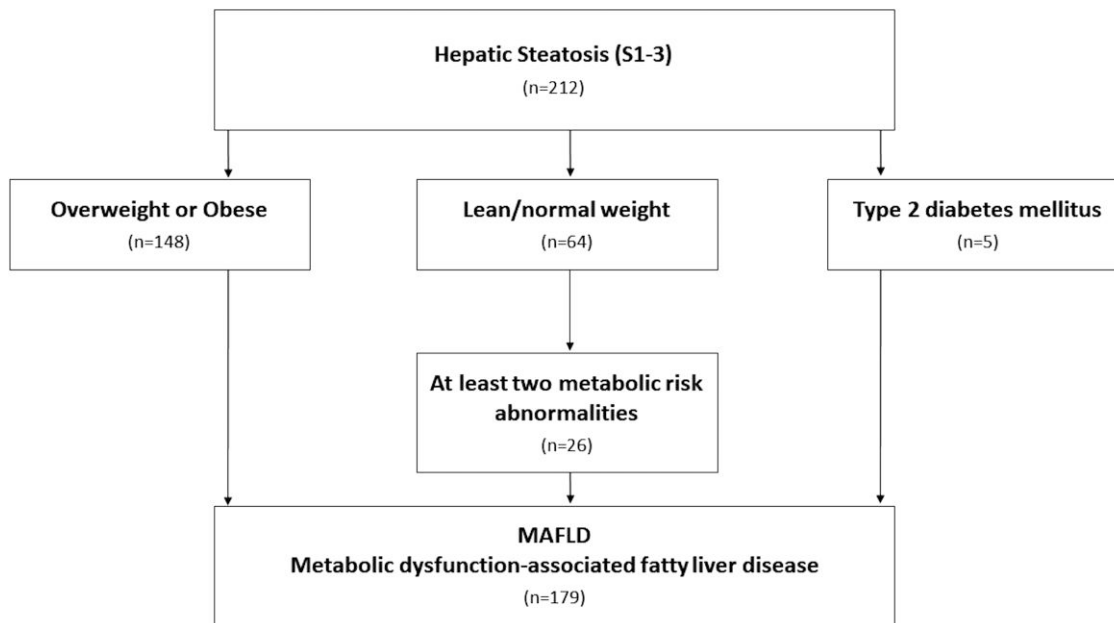 Hepatic Steatosis (S1-3)
(n=212)
Overweight or Obese
(n=148)
Lean/normal weight
(n=64)
Type 2 diabetes mellitus
(n=5)
At least two metabolic risk
abnormalities
(n=26)
MAFLD
Metabolic dysfunction-associated fatty liver disease
(n=179)